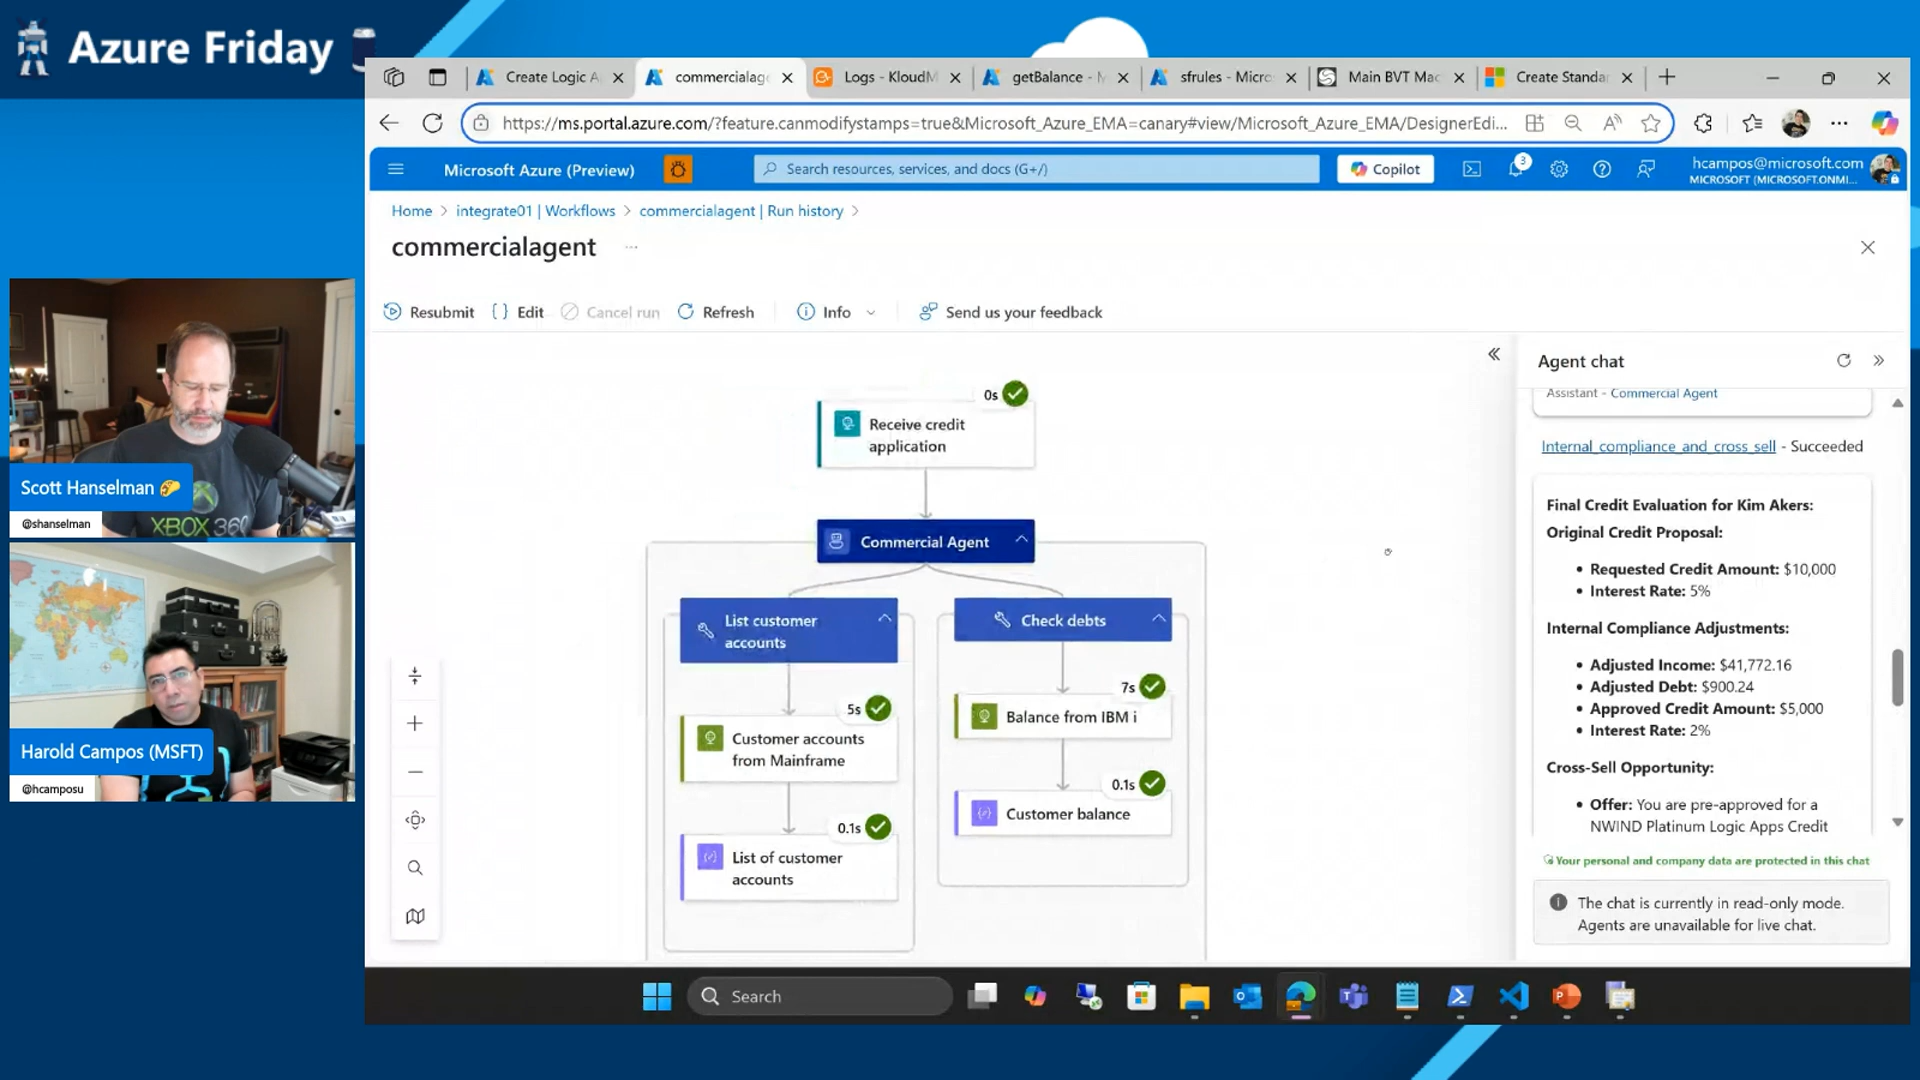 Azure Friday
Create Logic A
commercialage
Logs - KloudM
getBalance - M
sfrules - Micro
Main BVT Mac
Create Standar
https://ms.portal.azure.com/?feature.canmodifystamps=true&Microsoft_Azure_EMA=canary#view/Microsoft_Azure_EMA/DesignerEdi...
Microsoft Azure (Preview)
Search resources, services, and docs (G+/)
Copilot
3
hcampos@microsoft.com
MICROSOFT (MICROSOFT.ONMI...
Home > integrate01 | Workflows > commercialagent | Run history >
commercialagent ...
Resubmit
Edit
Cancel run
Refresh
Info
Send us your feedback
0s
Receive credit
application
Commercial Agent
List customer
accounts
5s
Customer accounts
from Mainframe
0.1s
List of customer
accounts
Check debts
7s
Balance from IBM i
0.1s
Customer balance
Agent chat
Assistant - Commercial Agent
Internal_compliance_and_cross_sell - Succeeded
Final Credit Evaluation for Kim Akers:
Original Credit Proposal:
• Requested Credit Amount: $10,000
• Interest Rate: 5%
Internal Compliance Adjustments:
• Adjusted Income: $41,772.16
• Adjusted Debt: $900.24
• Approved Credit Amount: $5,000
• Interest Rate: 2%
Cross-Sell Opportunity:
• Offer: You are pre-approved for a
NWIND Platinum Logic Apps Credit
Your personal and company data are protected in this chat
The chat is currently in read-only mode.
Agents are unavailable for live chat.
Scott Hanselman 🌮
@shanselman
XBOX 360
Harold Campos (MSFT)
@hcamposu
Search